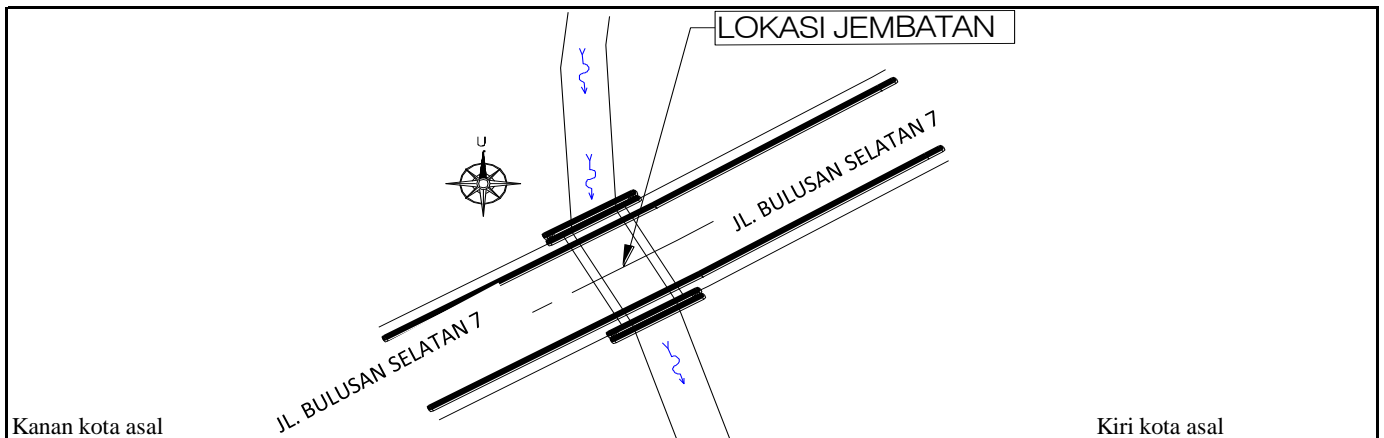 LOKASI JEMBATAN
U
JL. BULUSAN SELATAN 7
JL. BULUSAN SELATAN 7
Kanan kota asal
Kiri kota asal